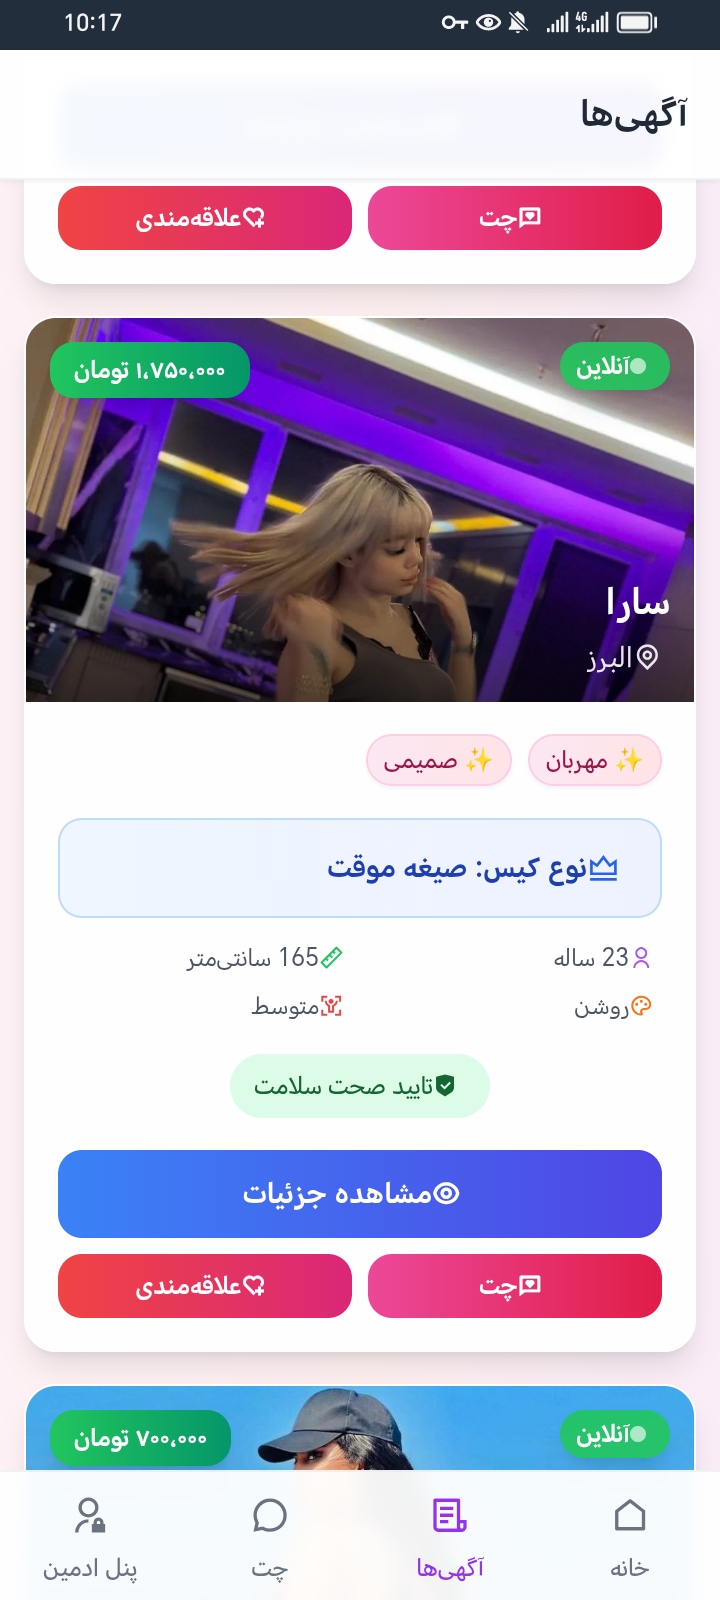 10:17
4G
آگهی‌ها
چت
علاقه‌مندی
آنلاین
۱,۷۵۰,۰۰۰ تومان
سارا
البرز
✨ مهربان
✨ صمیمی
نوع کیس: صیغه موقت
23 ساله
165 سانتی‌متر
روشن
متوسط
تایید صحت سلامت
مشاهده جزئیات
چت
علاقه‌مندی
آنلاین
۷۰۰,۰۰۰ تومان
خانه
آگهی‌ها
چت
پنل ادمین